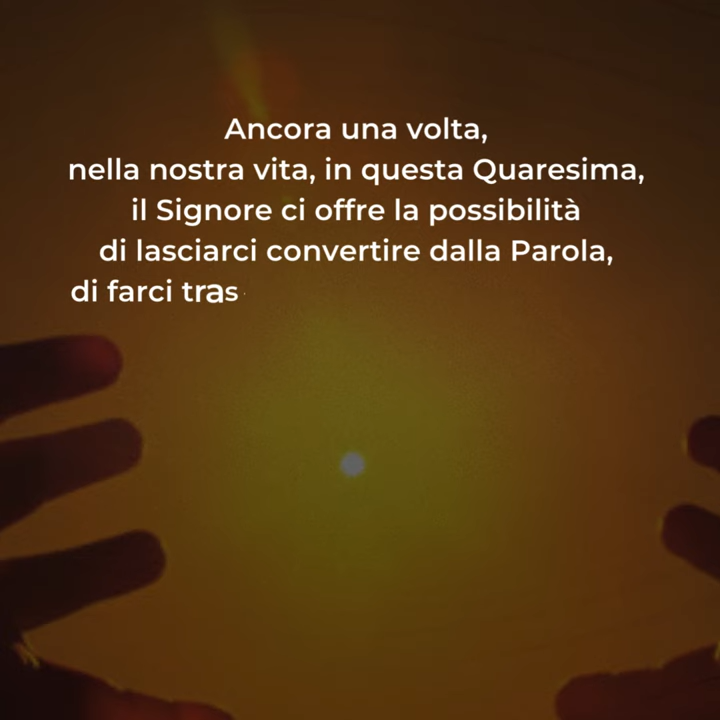 Ancora una volta,
nella nostra vita, in questa Quaresima,
il Signore ci offre la possibilità
di lasciarci convertire dalla Parola,
di farci tras